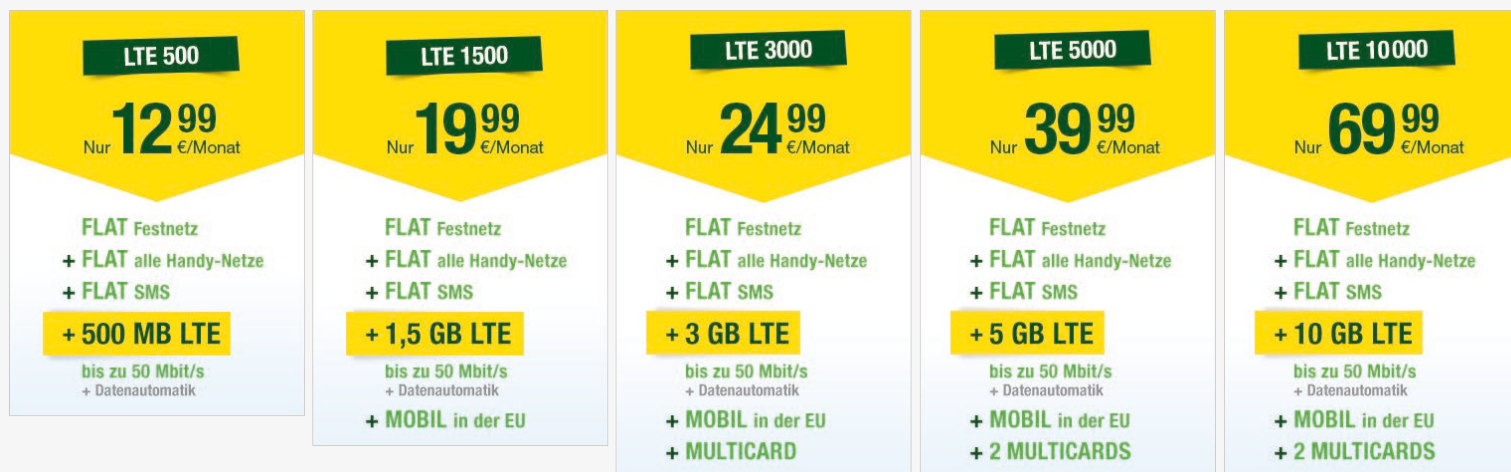 LTE 500
Nur 12 99 €/Monat
FLAT Festnetz
+ FLAT alle Handy-Netze
+ FLAT SMS
+ 500 MB LTE
bis zu 50 Mbit/s
+ Datenautomatik
LTE 1500
Nur 19 99 €/Monat
FLAT Festnetz
+ FLAT alle Handy-Netze
+ FLAT SMS
+ 1,5 GB LTE
bis zu 50 Mbit/s
+ Datenautomatik
+ MOBIL in der EU
LTE 3000
Nur 24 99 €/Monat
FLAT Festnetz
+ FLAT alle Handy-Netze
+ FLAT SMS
+ 3 GB LTE
bis zu 50 Mbit/s
+ Datenautomatik
+ MOBIL in der EU
+ MULTICARD
LTE 5000
Nur 39 99 €/Monat
FLAT Festnetz
+ FLAT alle Handy-Netze
+ FLAT SMS
+ 5 GB LTE
bis zu 50 Mbit/s
+ Datenautomatik
+ MOBIL in der EU
+ 2 MULTICARDS
LTE 10 000
Nur 69 99 €/Monat
FLAT Festnetz
+ FLAT alle Handy-Netze
+ FLAT SMS
+ 10 GB LTE
bis zu 50 Mbit/s
+ Datenautomatik
+ MOBIL in der EU
+ 2 MULTICARDS